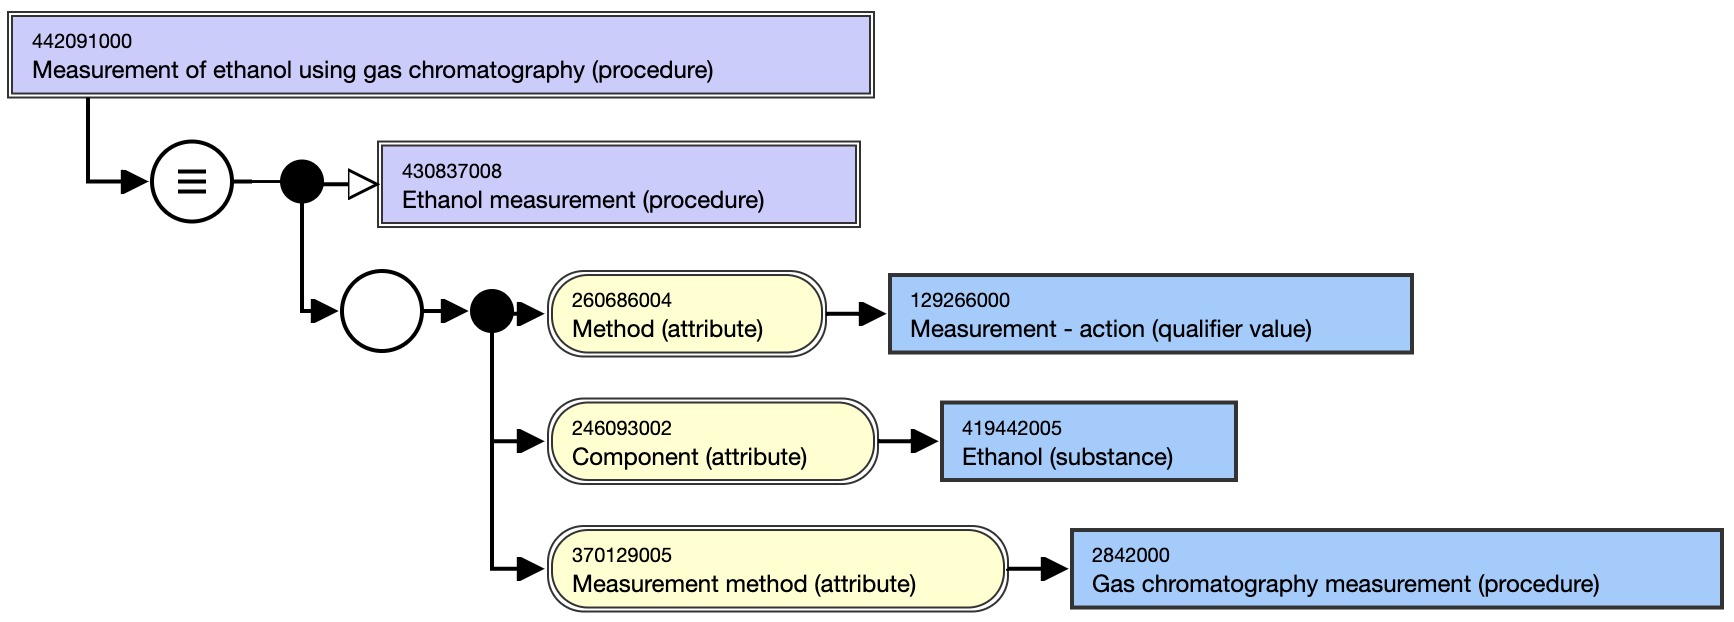 442091000
Measurement of ethanol using gas chromatography (procedure)
430837008
Ethanol measurement (procedure)
260686004
Method (attribute)
129266000
Measurement - action (qualifier value)
246093002
Component (attribute)
419442005
Ethanol (substance)
370129005
Measurement method (attribute)
2842000
Gas chromatography measurement (procedure)